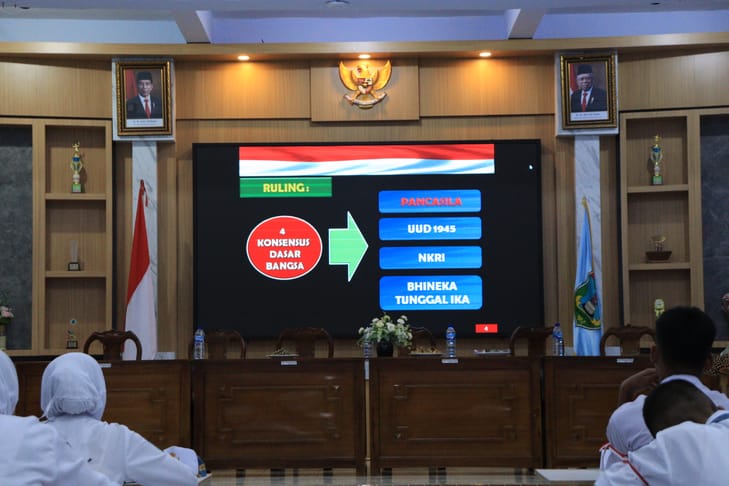 RULING :
4
KONSENSUS
DASAR
BANGSA
PANCASILA
UUD 1945
NKRI
BHINEKA
TUNGGAL IKA
4